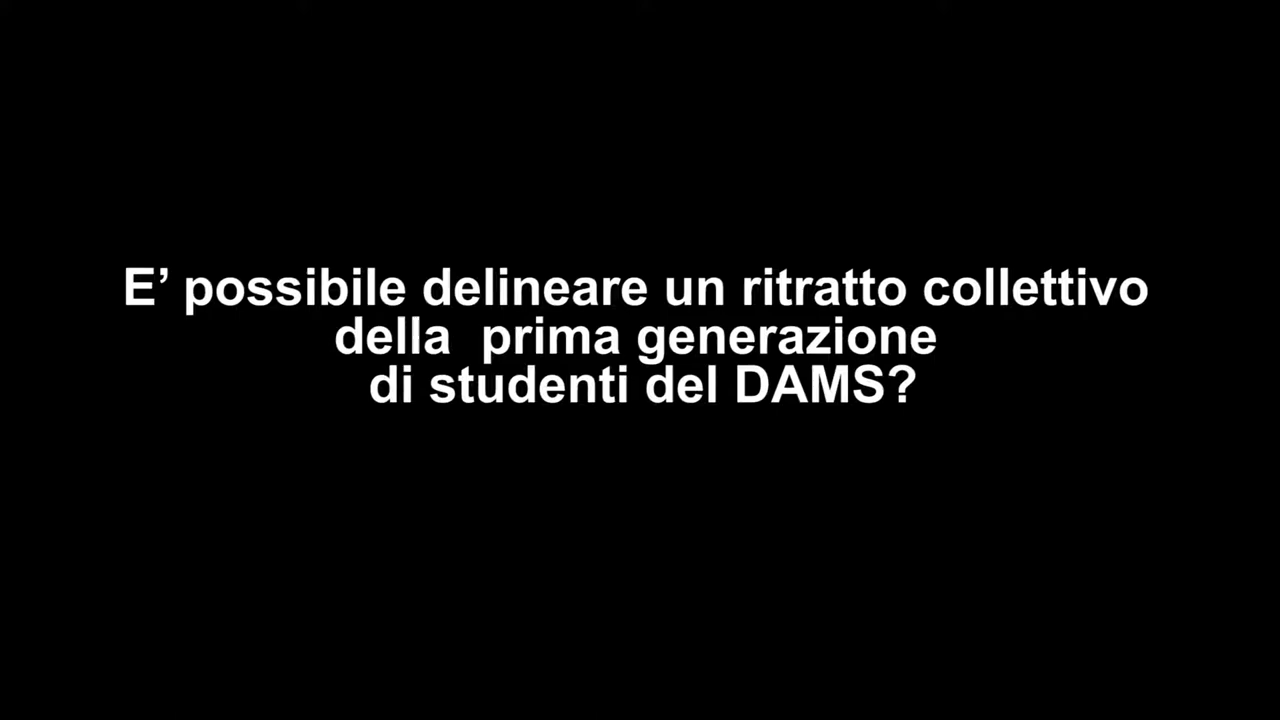 E’ possibile delineare un ritratto collettivo
della  prima generazione
di studenti del DAMS?